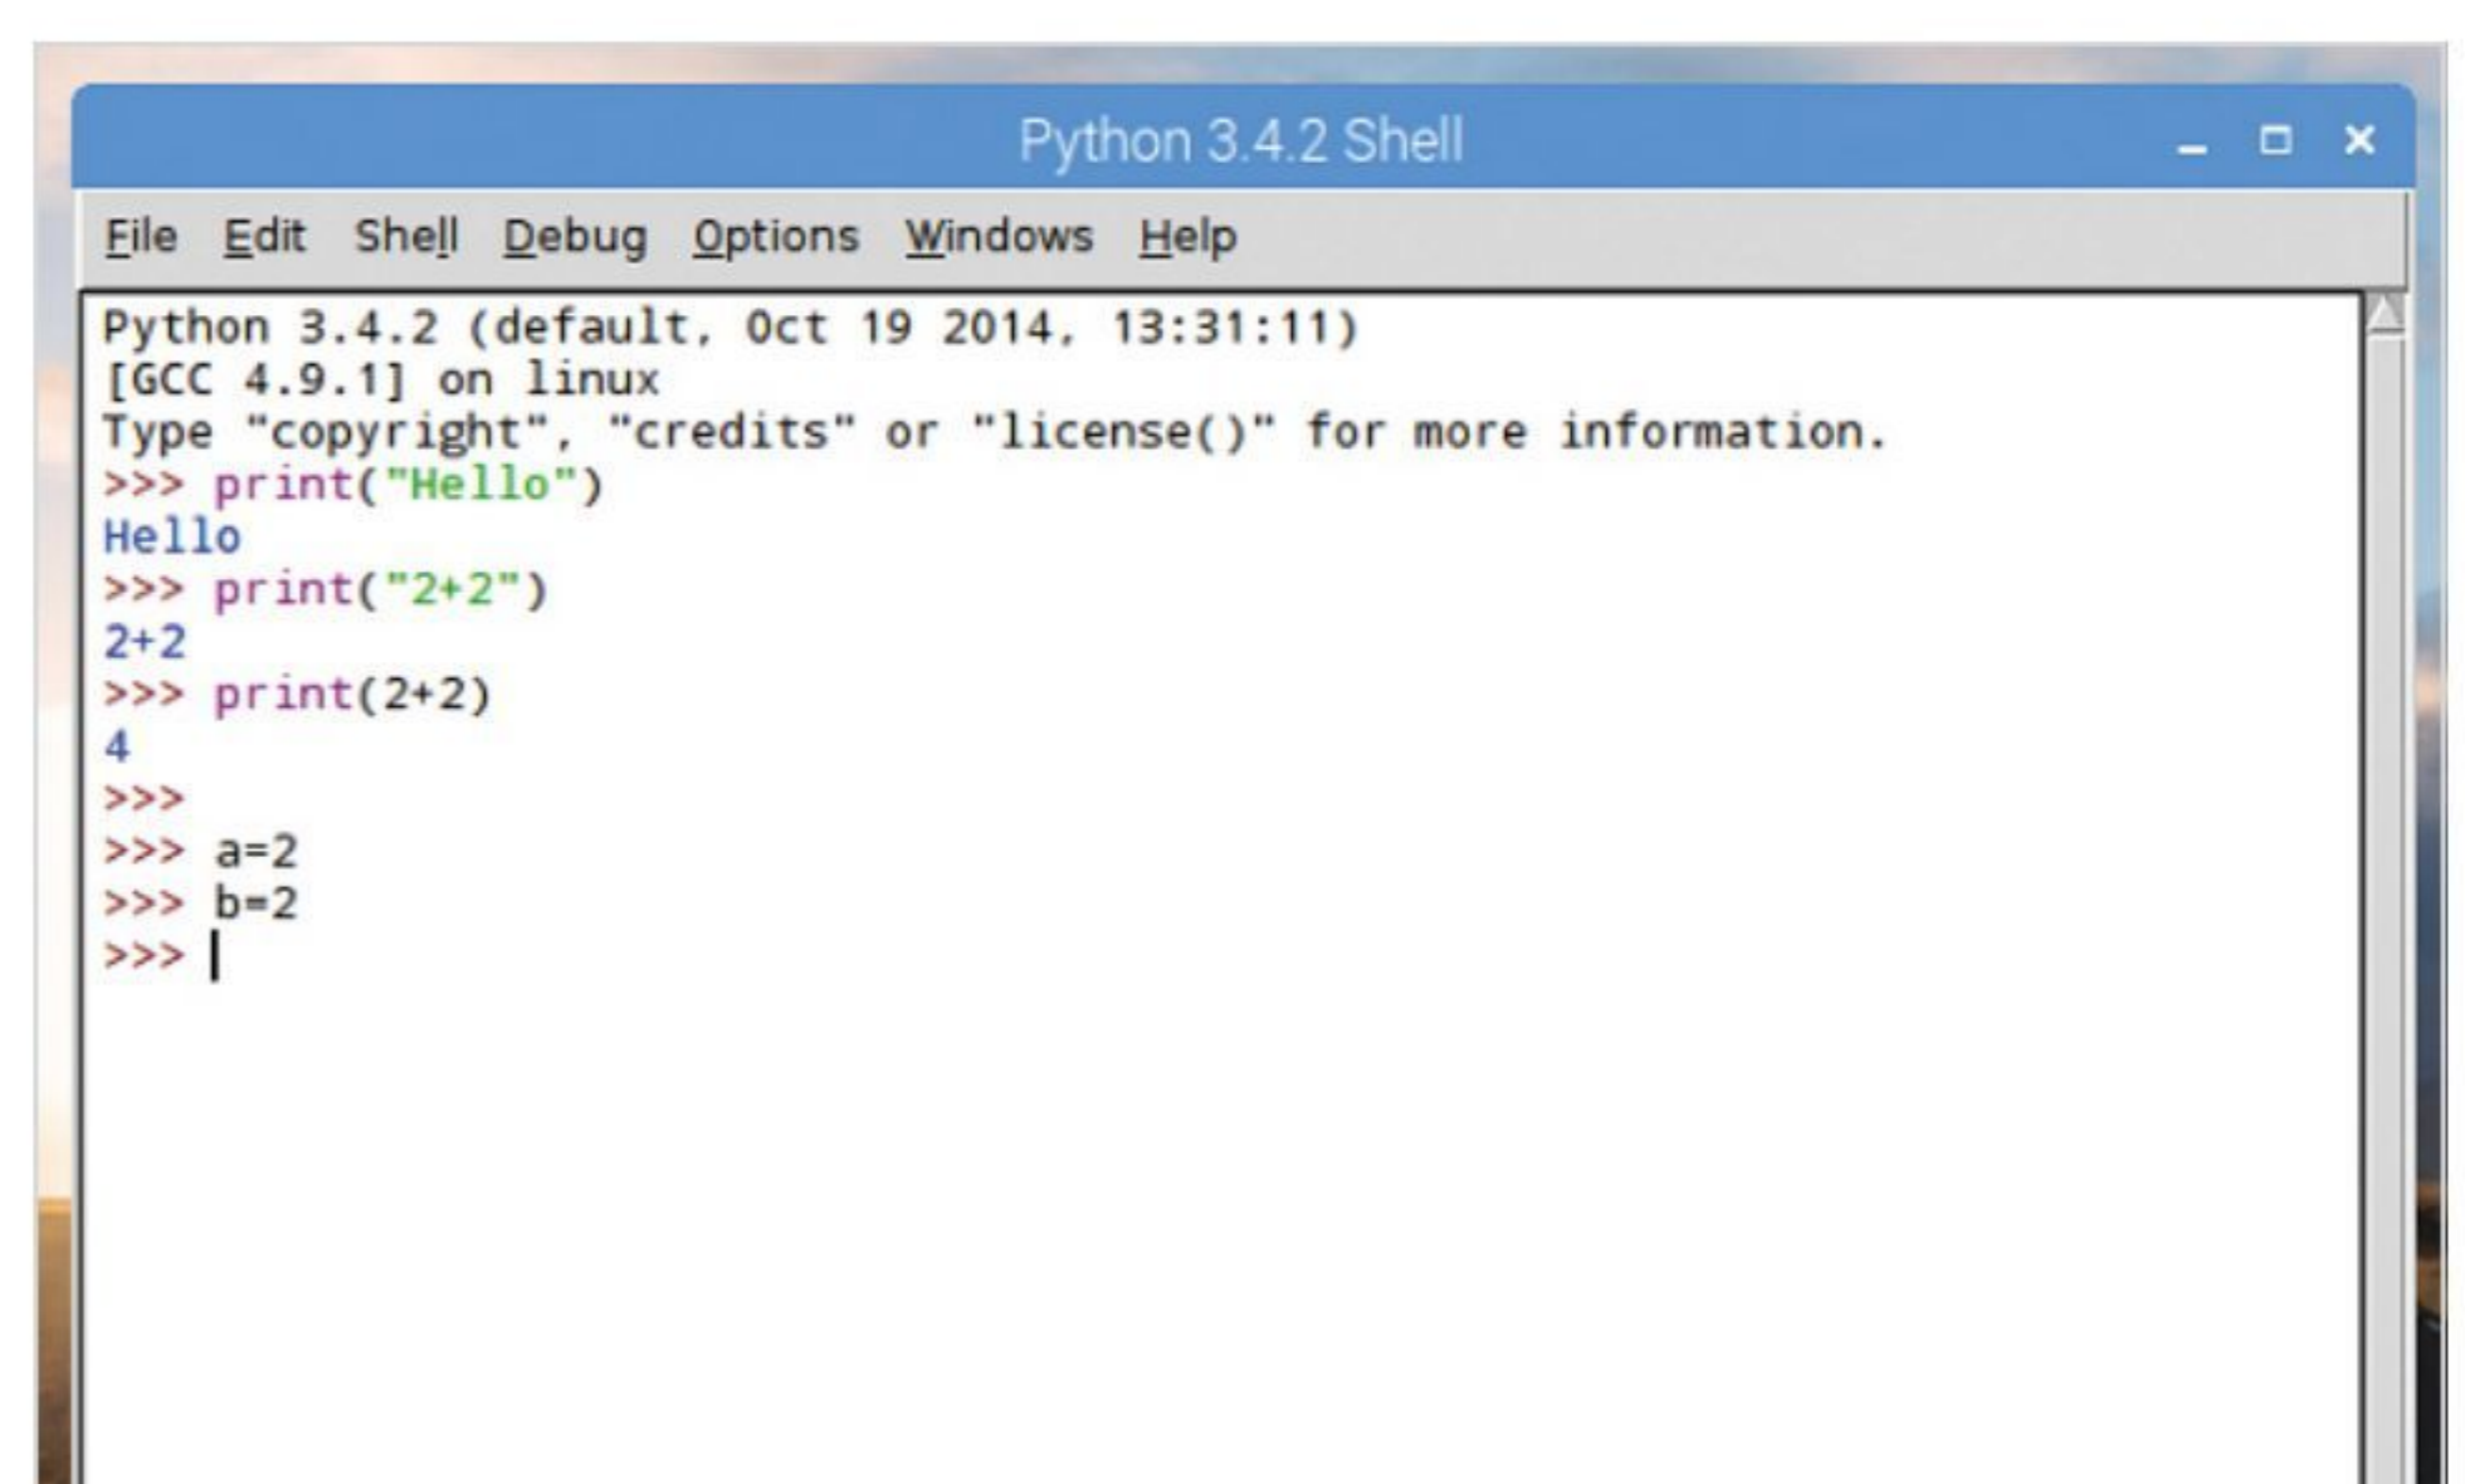 Python 3.4.2 Shell
File Edit Shell Debug Options Windows Help
Python 3.4.2 (default, Oct 19 2014, 13:31:11)
[GCC 4.9.1] on linux
Type "copyright", "credits" or "license()" for more information.
>>> print("Hello")
Hello
>>> print("2+2")
2+2
>>> print(2+2)
4
>>>
>>> a=2
>>> b=2
>>>